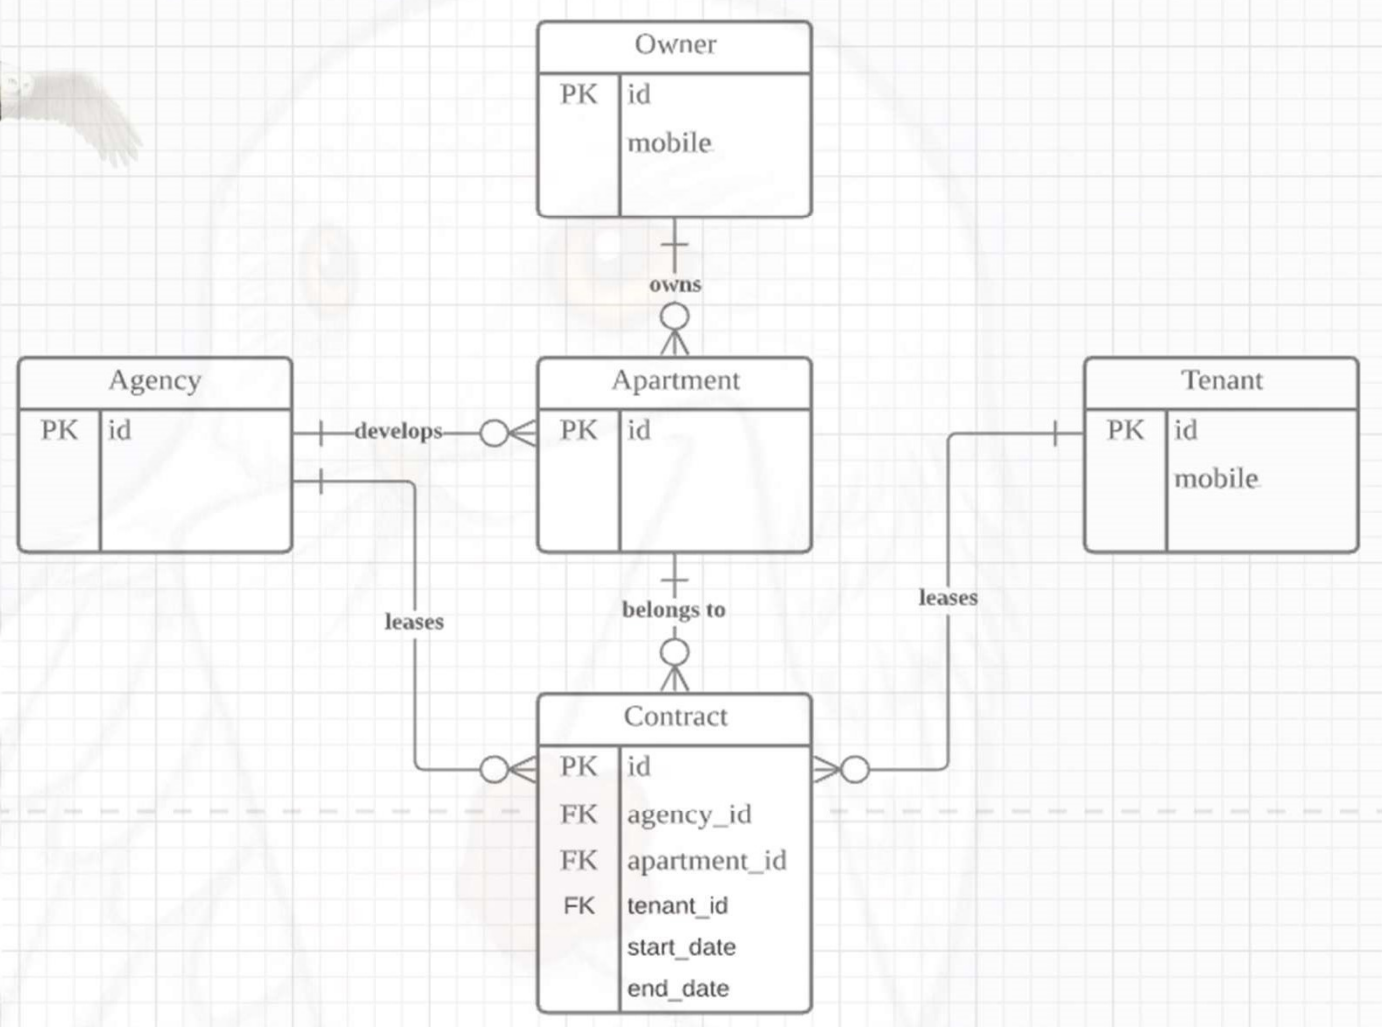 Owner
PK id
mobile
owns
Agency
PK id
develops
Apartment
PK id
Tenant
PK id
mobile
leases
belongs to
leases
Contract
PK id
FK agency_id
FK apartment_id
FK tenant_id
start_date
end_date